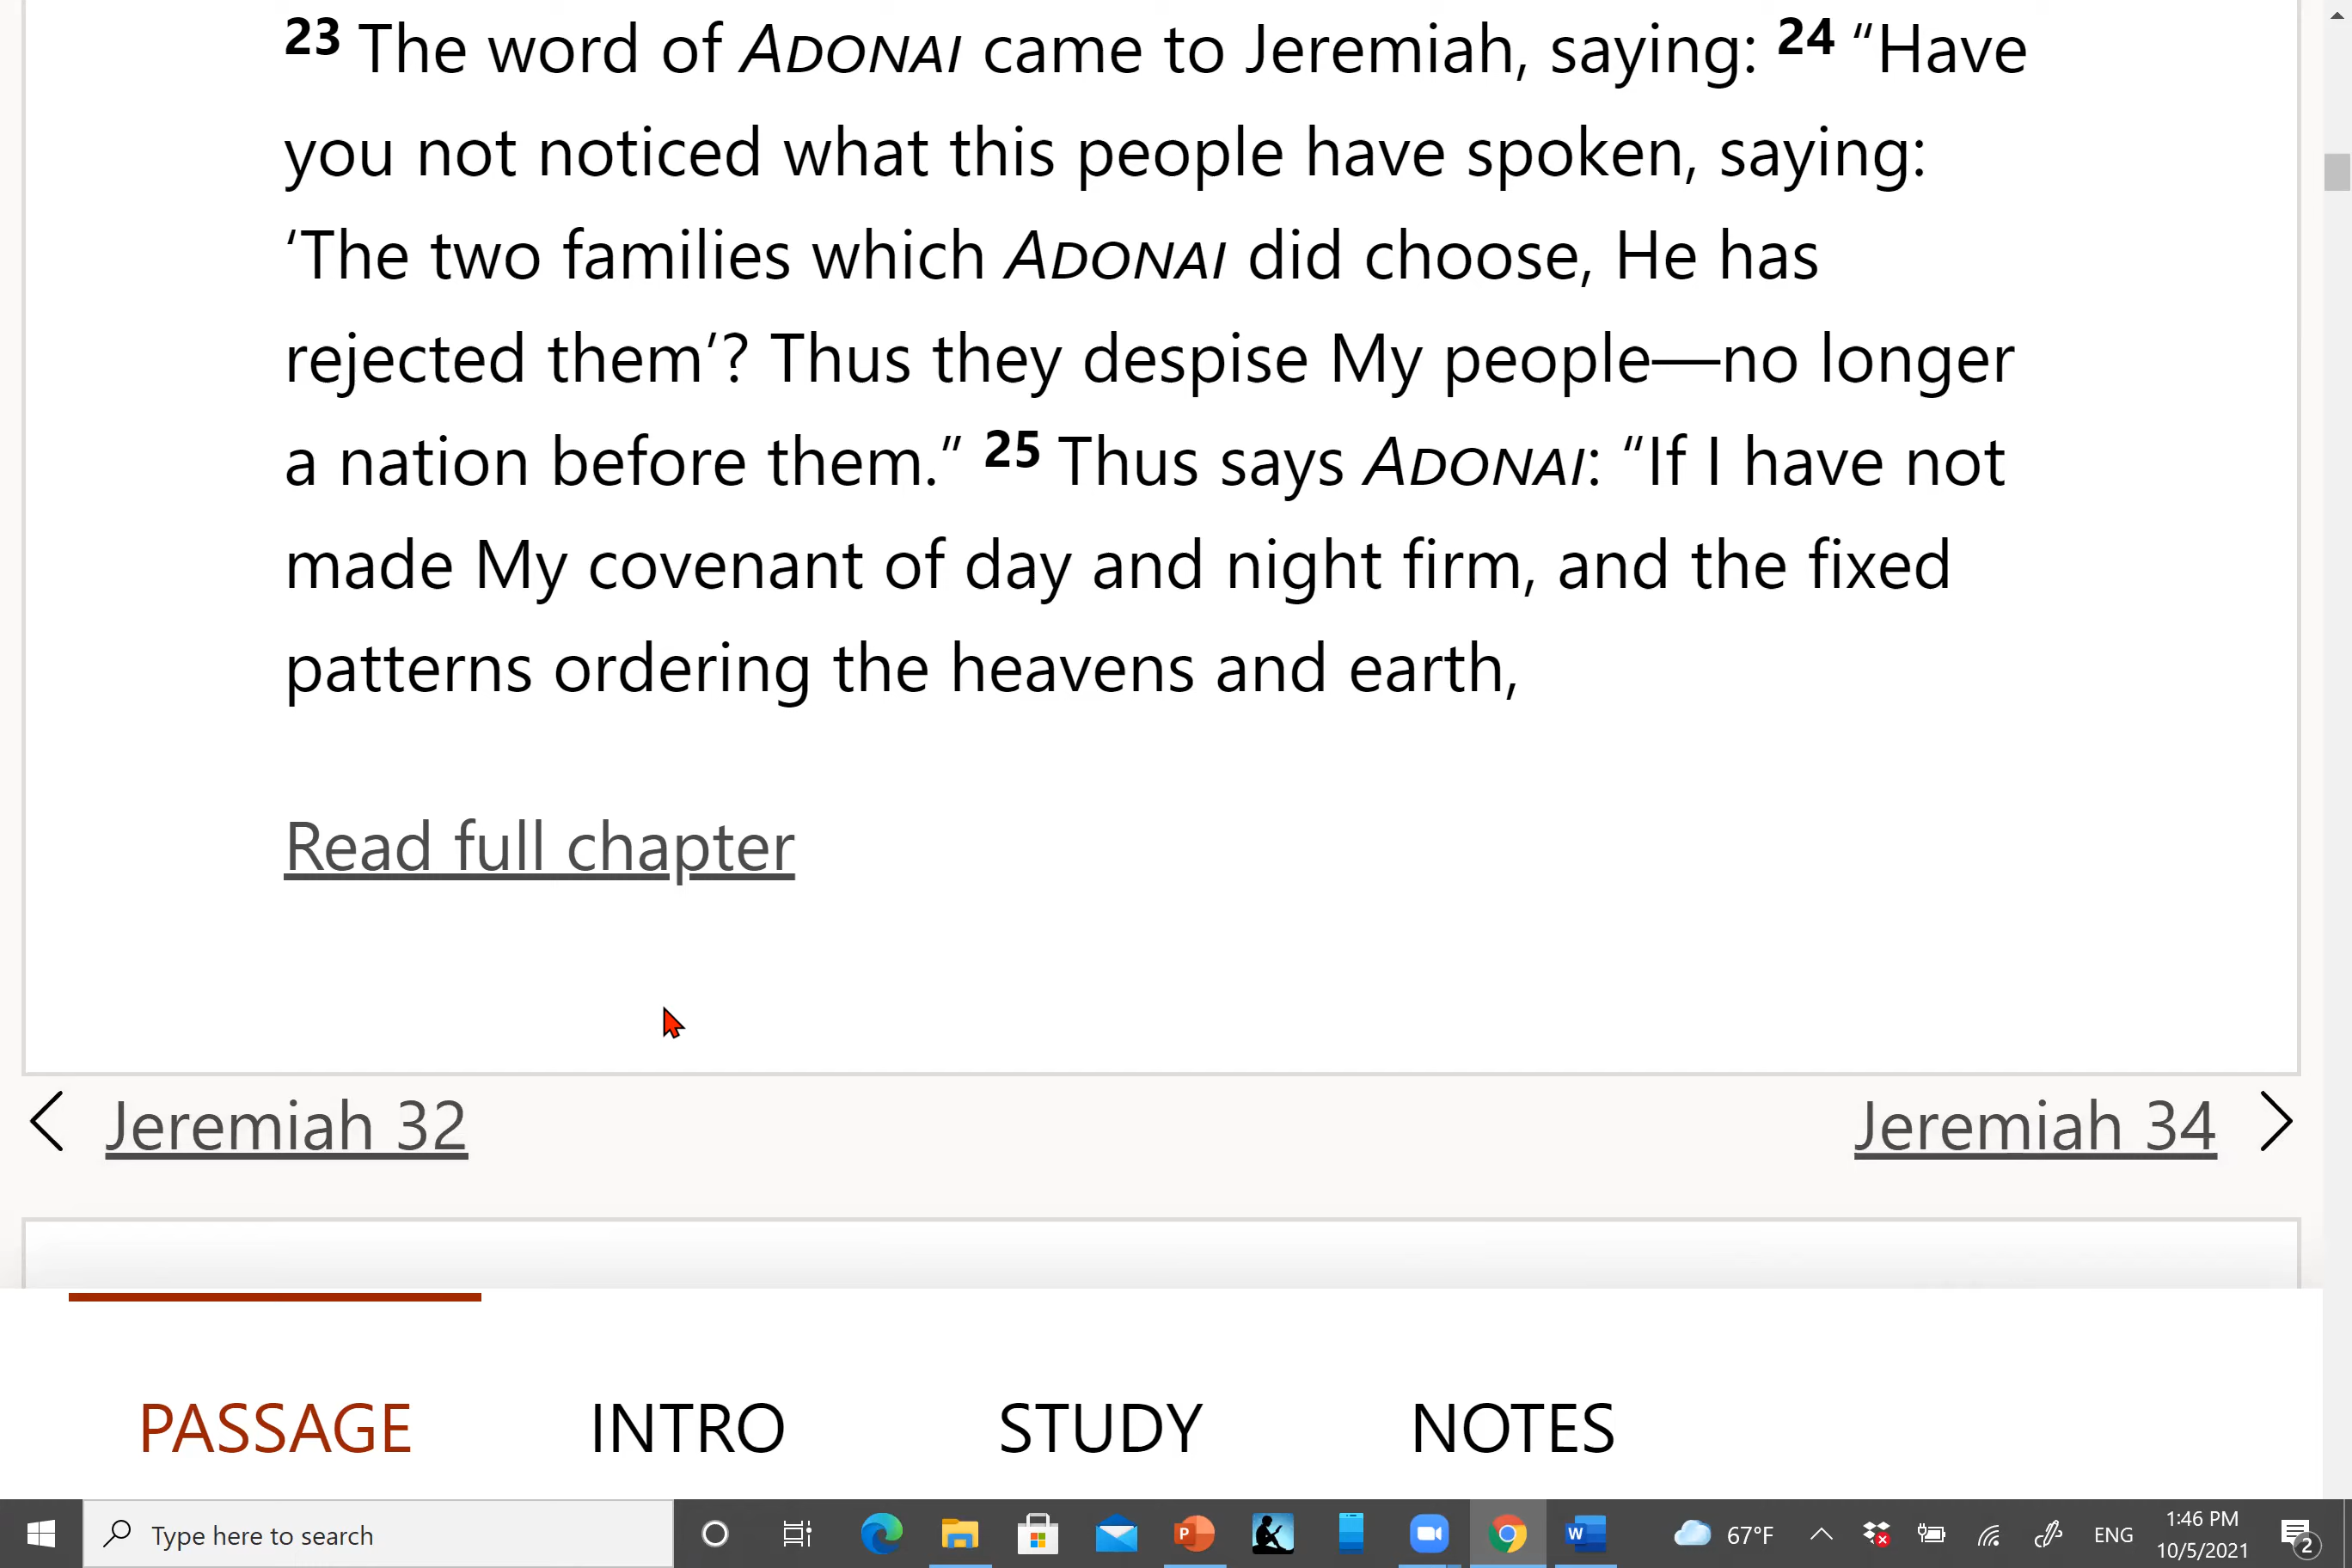 23 The word of ADONAI came to Jeremiah, saying: 24 “Have
you not noticed what this people have spoken, saying:
‘The two families which ADONAI did choose, He has
rejected them’? Thus they despise My people—no longer
a nation before them.” 25 Thus says ADONAI: “If I have not
made My covenant of day and night firm, and the fixed
patterns ordering the heavens and earth,
Read full chapter
Jeremiah 32
Jeremiah 34
PASSAGE INTRO STUDY NOTES
Type here to search
P
W
67°F
ENG
1:46 PM
10/5/2021
2